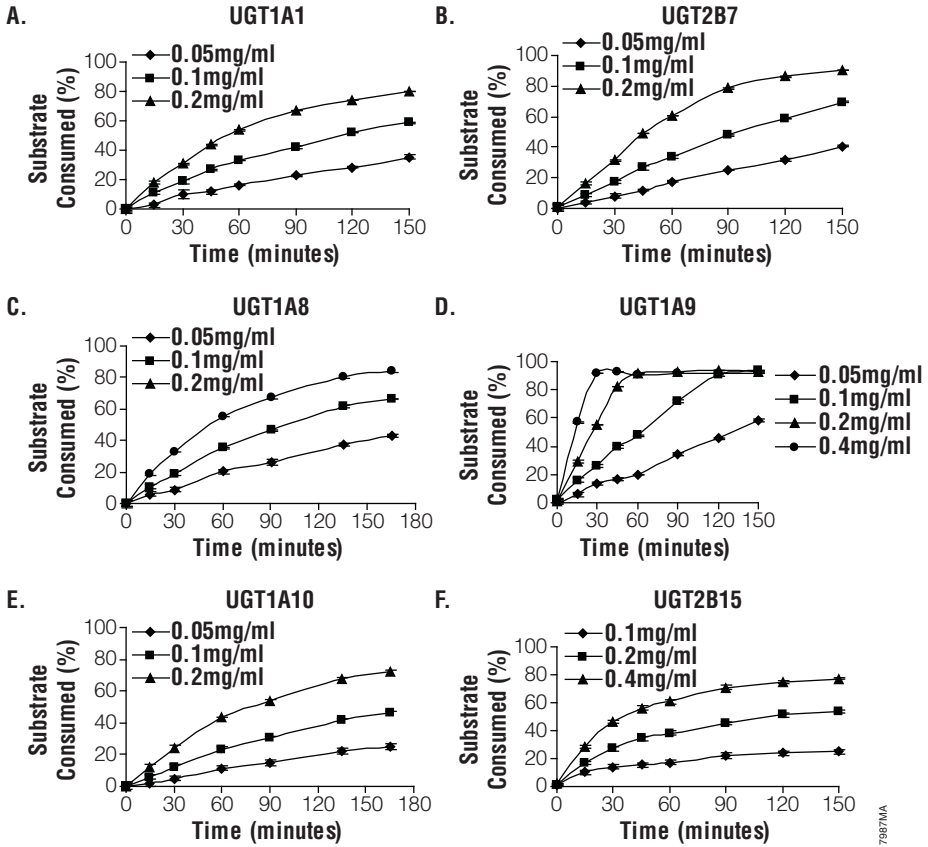 A.
UGT1A1
0.05mg/ml
0.1mg/ml
0.2mg/ml
Substrate
Consumed (%)
100
80
60
40
20
0
0 30 60 90 120 150
Time (minutes)
B.
UGT2B7
0.05mg/ml
0.1mg/ml
0.2mg/ml
Substrate
Consumed (%)
100
80
60
40
20
0
0 30 60 90 120 150
Time (minutes)
C.
UGT1A8
0.05mg/ml
0.1mg/ml
0.2mg/ml
Substrate
Consumed (%)
100
80
60
40
20
0
0 30 60 90 120 150 180
Time (minutes)
D.
UGT1A9
0.05mg/ml
0.1mg/ml
0.2mg/ml
0.4mg/ml
Substrate
Consumed (%)
100
80
60
40
20
0
0 30 60 90 120 150
Time (minutes)
E.
UGT1A10
0.05mg/ml
0.1mg/ml
0.2mg/ml
Substrate
Consumed (%)
100
80
60
40
20
0
0 30 60 90 120 150 180
Time (minutes)
F.
UGT2B15
0.1mg/ml
0.2mg/ml
0.4mg/ml
Substrate
Consumed (%)
100
80
60
40
20
0
0 30 60 90 120 150
Time (minutes)
7987MA